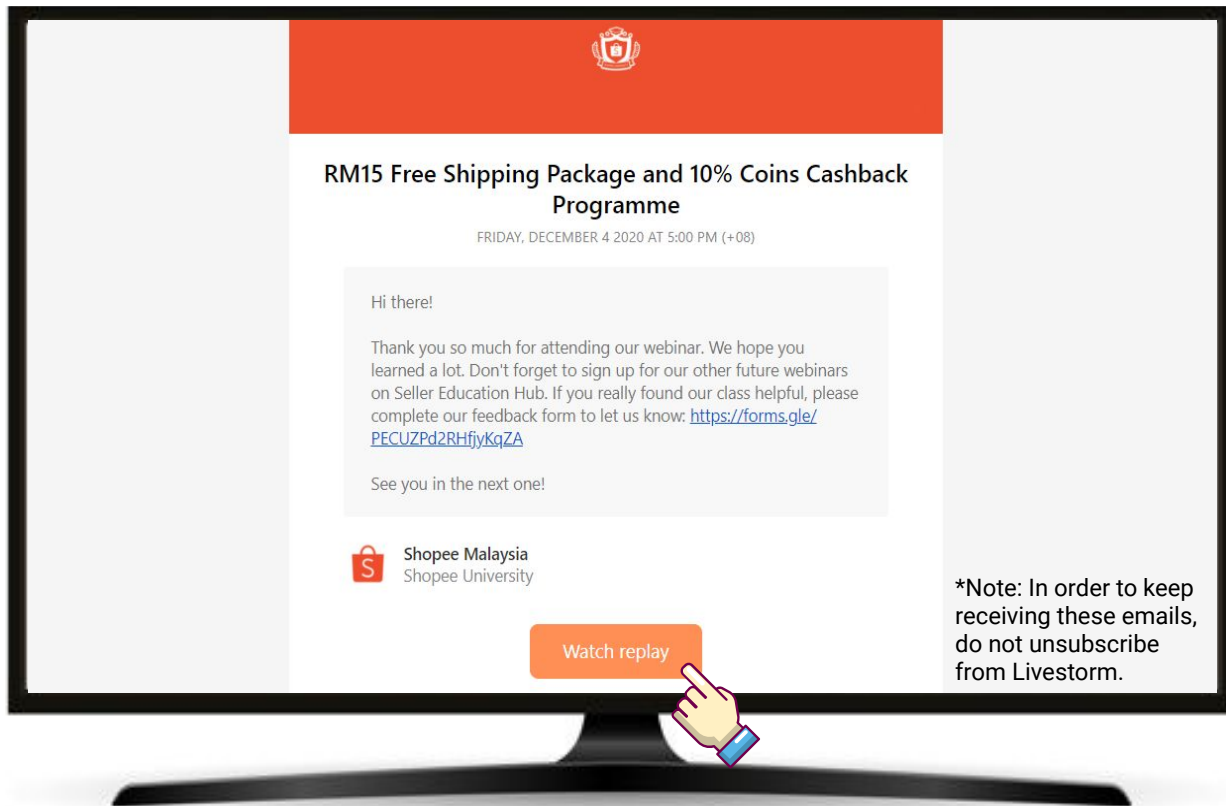 RM15 Free Shipping Package and 10% Coins Cashback
Programme
FRIDAY, DECEMBER 4 2020 AT 5:00 PM (+08)
Hi there!
Thank you so much for attending our webinar. We hope you
learned a lot. Don't forget to sign up for our other future webinars
on Seller Education Hub. If you really found our class helpful, please
complete our feedback form to let us know: https://forms.gle/
PECUZPd2RHfjyKqZA
See you in the next one!
S
Shopee Malaysia
Shopee University
Watch replay
*Note: In order to keep
receiving these emails,
do not unsubscribe
from Livestorm.